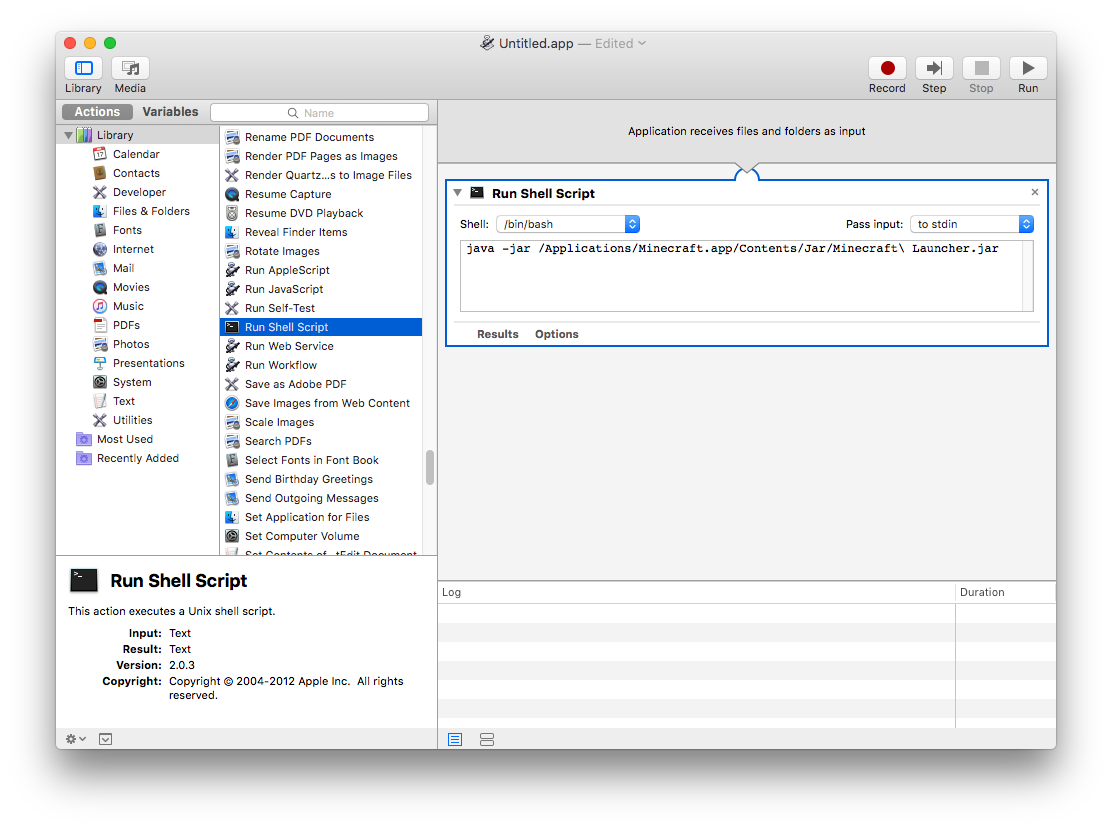 Untitled.app — Edited
Library
Media
Record
Step
Stop
Run
Actions
Variables
Name
Library
Calendar
Contacts
Developer
Files & Folders
Fonts
Internet
Mail
Movies
Music
PDFs
Photos
Presentations
System
Text
Utilities
Most Used
Recently Added
Rename PDF Documents
Render PDF Pages as Images
Render Quartz...s to Image Files
Resume Capture
Resume DVD Playback
Reveal Finder Items
Rotate Images
Run AppleScript
Run JavaScript
Run Self-Test
Run Shell Script
Run Web Service
Run Workflow
Save as Adobe PDF
Save Images from Web Content
Scale Images
Search PDFs
Select Fonts in Font Book
Send Birthday Greetings
Send Outgoing Messages
Set Application for Files
Set Computer Volume
Set Contents of...tEdit Document
Run Shell Script
This action executes a Unix shell script.
Input: Text
Result: Text
Version: 2.0.3
Copyright: Copyright © 2004-2012 Apple Inc.  All rights
reserved.
Application receives files and folders as input
Run Shell Script
Shell: /bin/bash
Pass input: to stdin
java -jar /Applications/Minecraft.app/Contents/Jar/Minecraft\ Launcher.jar
Results
Options
Log
Duration